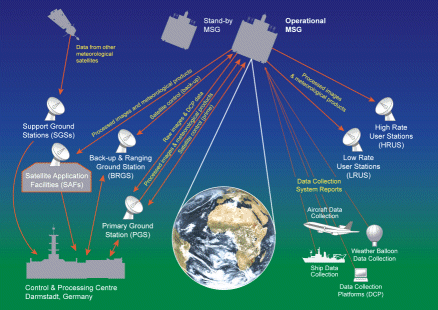 Stand-by
MSG
Operational
MSG
Data from other
meteorological
satellites
Processed images and meteorological products
Satellite control (back-up)
Raw images & DCP data
Processed images & meteorological products
Satellite control (prime)
Processed images
& meteorological products
Support Ground
Stations (SGSs)
High Rate
User Stations
(HRUS)
Back-up & Ranging
Ground Station
(BRGS)
Low Rate
User Stations
(LRUS)
Satellite Application
Facilities (SAFs)
Data Collection
System Reports
Aircraft Data
Collection
Primary Ground
Station (PGS)
Weather Balloon
Data Collection
Ship Data
Collection
Control & Processing Centre
Darmstadt, Germany
Data Collection
Platforms (DCP)